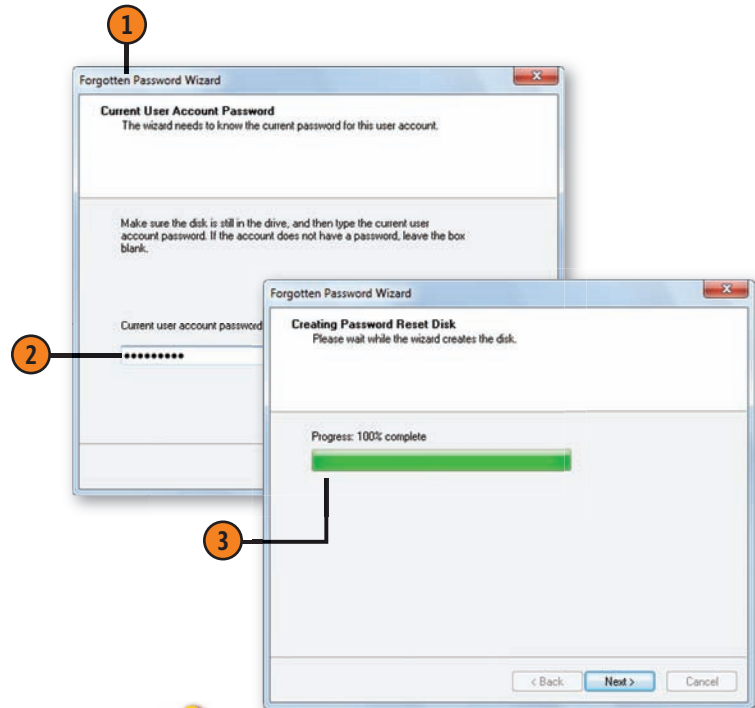 1
Forgotten Password Wizard
Current User Account Password
The wizard needs to know the current password for this user account.
Make sure the disk is still in the drive, and then type the current user
account password. If the account does not have a password, leave the box
blank.
Current user account password
2
•••••••••
Forgotten Password Wizard
Creating Password Reset Disk
Please wait while the wizard creates the disk.
Progress: 100% complete
3
< Back
Next >
Cancel